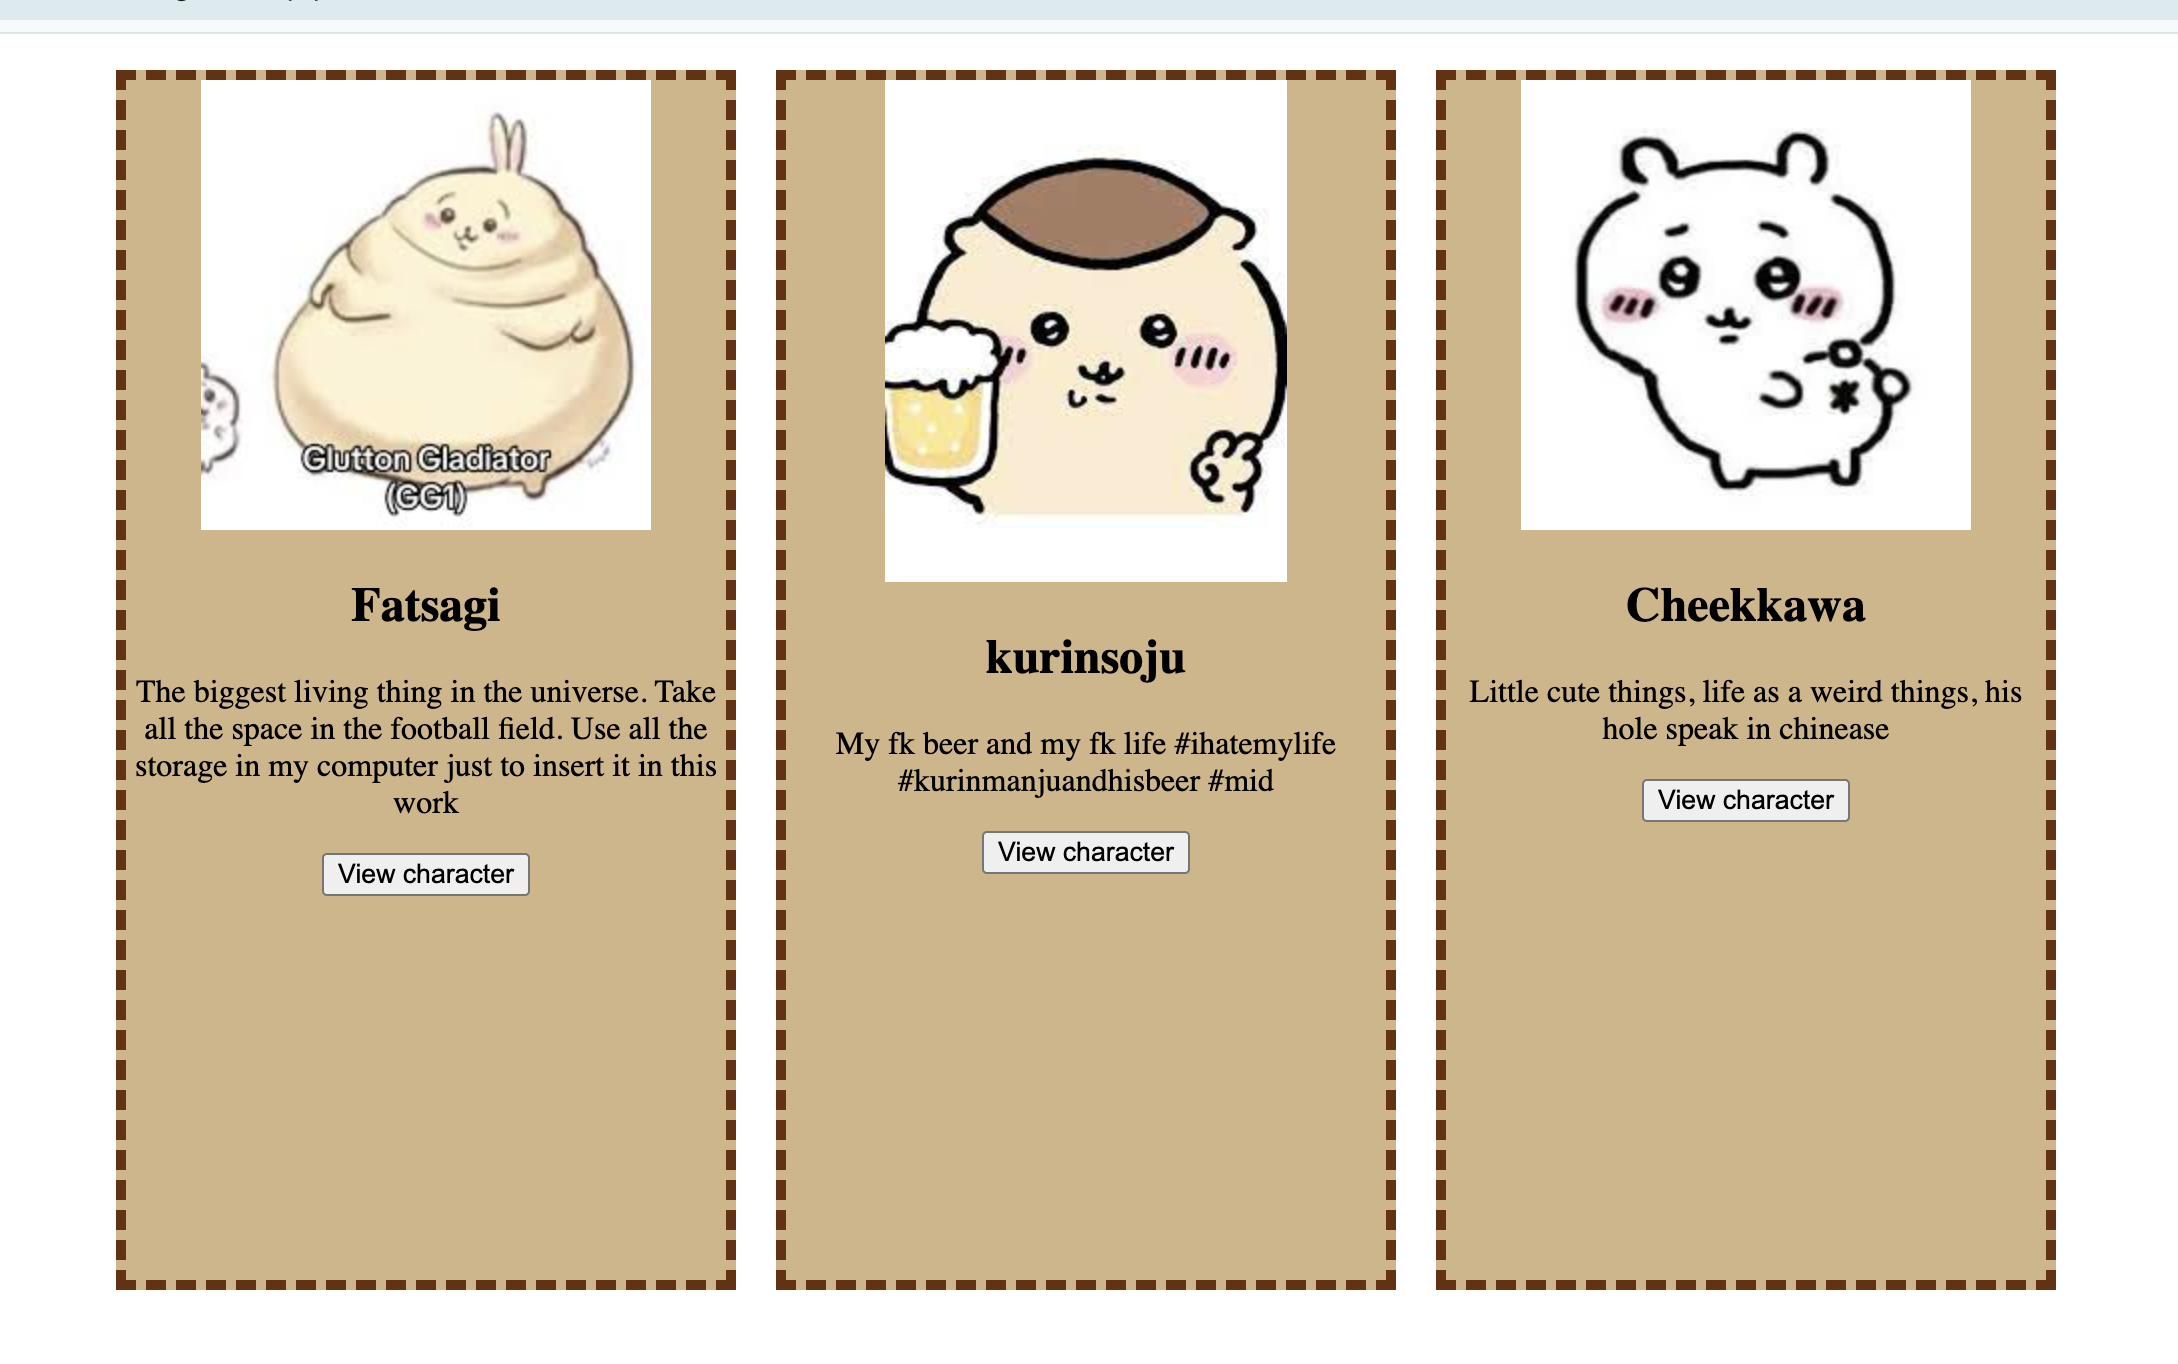 Glutton Gladiator
(GG1)
Fatsagi
The biggest living thing in the universe. Take
all the space in the football field. Use all the
storage in my computer just to insert it in this
work
View character
kurinsoju
My fk beer and my fk life #ihatemylife
#kurinmanjuandhisbeer #mid
View character
Cheekkawa
Little cute things, life as a weird things, his
hole speak in chinease
View character